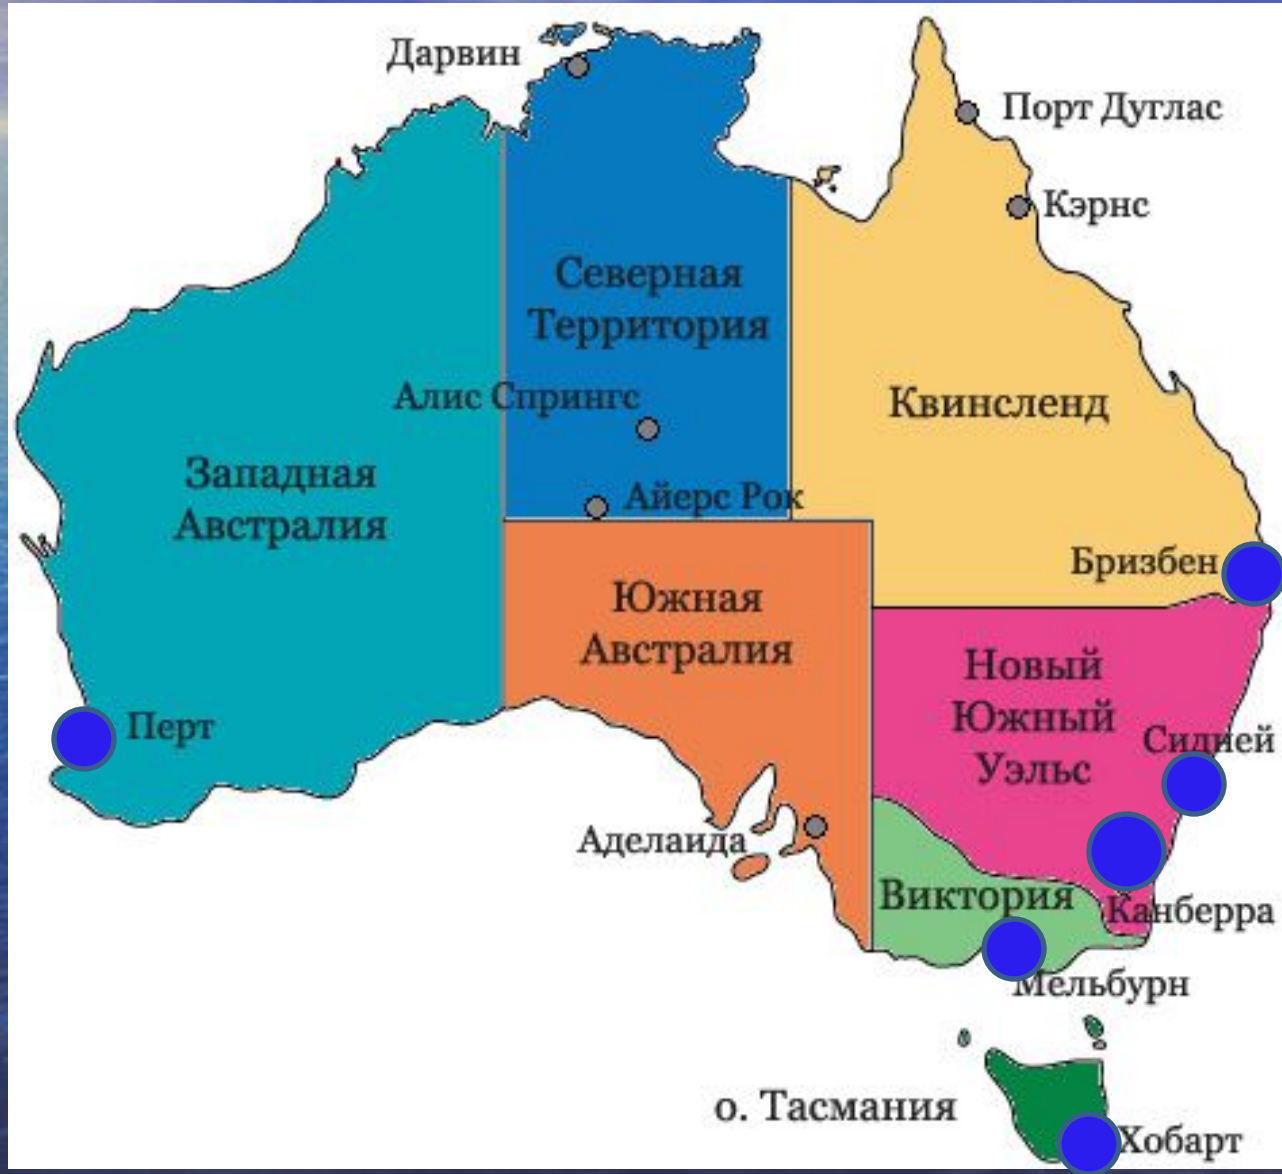 Дарвин
Порт Дуглас
Кэрнс
Северная
Территория
Алис Спрингс
Квинсленд
Западная
Австралия
Айерс Рок
Бризбен
Южная
Австралия
Новый
Южный
Уэльс
Перт
Сидней
Аделаида
Виктория
Канберра
Мельбурн
о. Тасмания
Хобарт